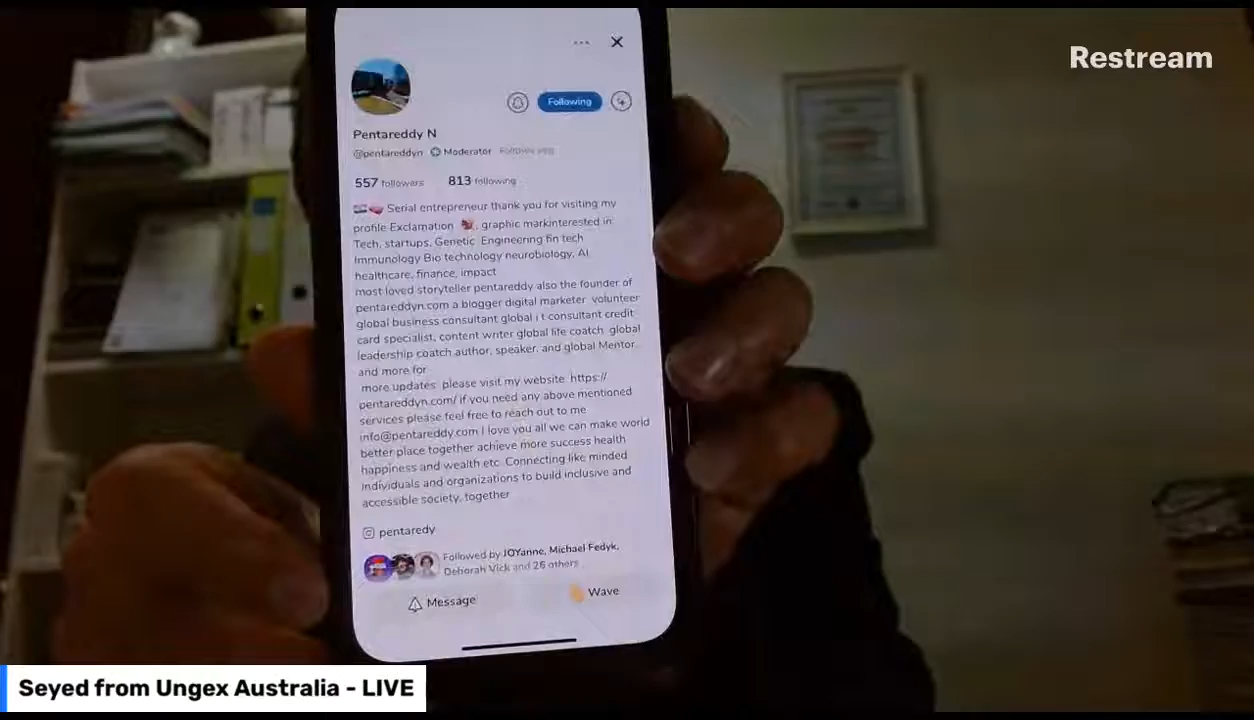 Restream
Following
Pentareddy N
@pentareddyn Moderator Follows you
557 followers 813 following
Serial entrepreneur thank you for visiting my
profile Exclamation , graphic markinterested in:
Tech, startups, Genetic Engineering fin tech
Immunology Bio technology neurobiology, AI
healthcare, finance, impact
most loved storyteller pentareddy also the founder of
pentareddyn.com a blogger digital marketer volunteer
global business consultant global i t consultant credit
card specialist, content writer global life coatch global
leadership coatch author, speaker, and global Mentor.
and more for
more updates please visit my website https://
pentareddyn.com/ if you need any above mentioned
services please feel free to reach out to me
info@pentareddy.com I love you all we can make world
better place together achieve more success health
happiness and wealth etc Connecting like minded
individuals and organizations to build inclusive and
accessible society, together
pentaredy
Followed by JOYanne, Michael Fedyk,
Deborah Vick and 26 others
Message Wave
Seyed from Ungex Australia - LIVE